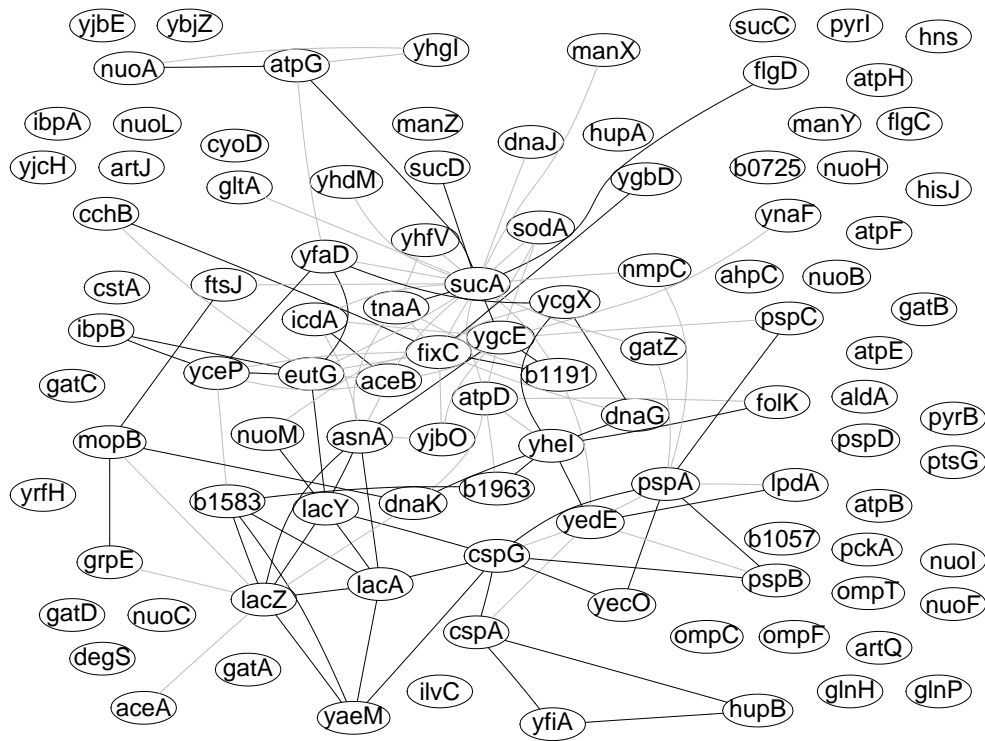 yjbE
ybjZ
sucC
pyrI
hns
nuoA
atpG
yhgI
manX
flgD
atpH
ibpA
nuoL
manZ
hupA
manY
flgC
cyoD
dnaJ
yjcH
artJ
gltA
yhdM
sucD
ygbD
b0725
nuoH
hisJ
cchB
yhfV
sodA
ynaF
atpF
yfaD
cstA
ftsJ
sucA
nmpC
ahpC
nuoB
tnaA
ycgX
ibpB
icdA
ygcE
pspC
gatB
fixC
gatZ
atpE
gatC
yceP
eutG
aceB
b1191
atpD
dnaG
folK
aldA
pyrB
mopB
nuoM
asnA
yjbO
yheI
pspD
ptsG
yrfH
b1583
lacY
dnaK
b1963
pspA
lpdA
yedE
atpB
b1057
grpE
cspG
pckA
nuoI
lacZ
lacA
yecO
pspB
ompT
nuoF
gatD
nuoC
cspA
ompC
ompF
artQ
degS
gatA
ilvC
glnH
glnP
aceA
yaeM
yfiA
hupB